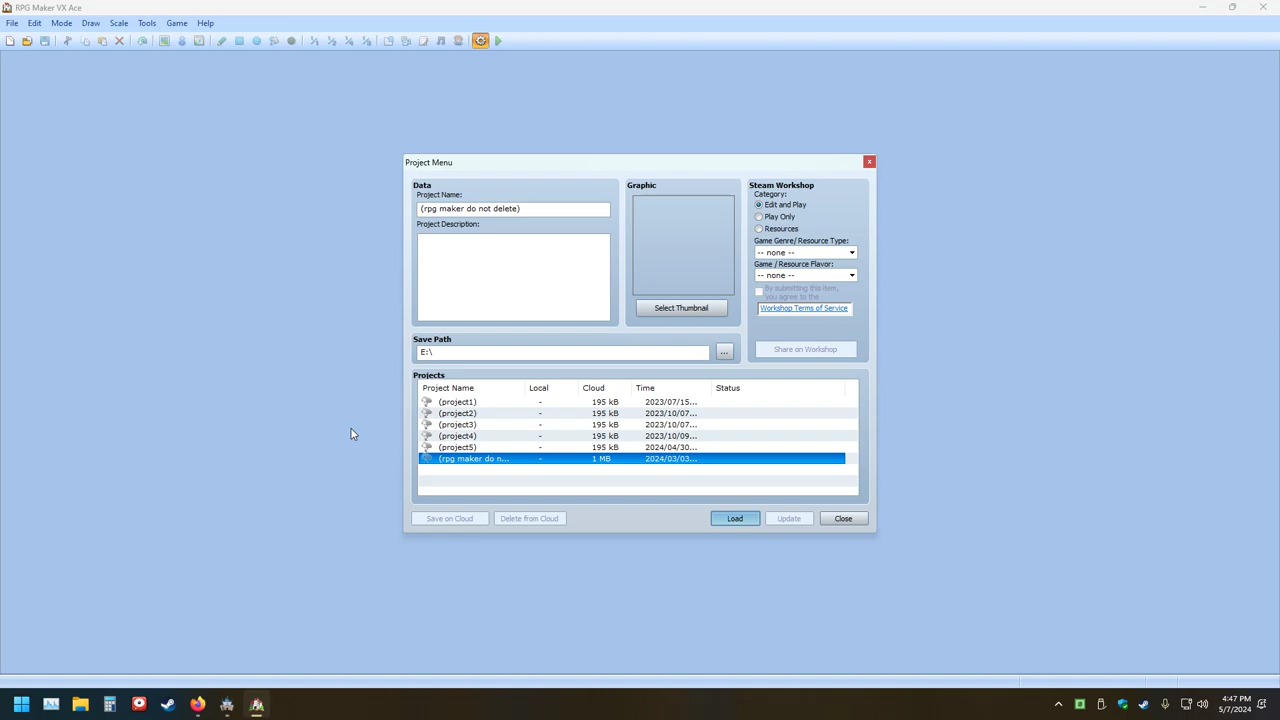 RPG Maker VX Ace
File Edit Mode Draw Scale Tools Game Help
Project Menu
Data
Project Name:
(rpg maker do not delete)
Project Description:
Graphic
Select Thumbnail
Steam Workshop
Category:
Edit and Play
Play Only
Resources
Game Genre/ Resource Type:
-- none --
Game / Resource Flavor:
-- none --
By submitting this item,
you agree to the
Workshop Terms of Service
Share on Workshop
Save Path
E:\
...
Projects
Project Name Local Cloud Time Status
(project1) - 195 kB 2023/07/15...
(project2) - 195 kB 2023/10/07...
(project3) - 195 kB 2023/10/07...
(project4) - 195 kB 2023/10/09...
(project5) - 195 kB 2024/04/30...
(rpg maker do n... - 1 MB 2024/03/03...
Save on Cloud Delete from Cloud Load Update Close
4:47 PM
5/7/2024